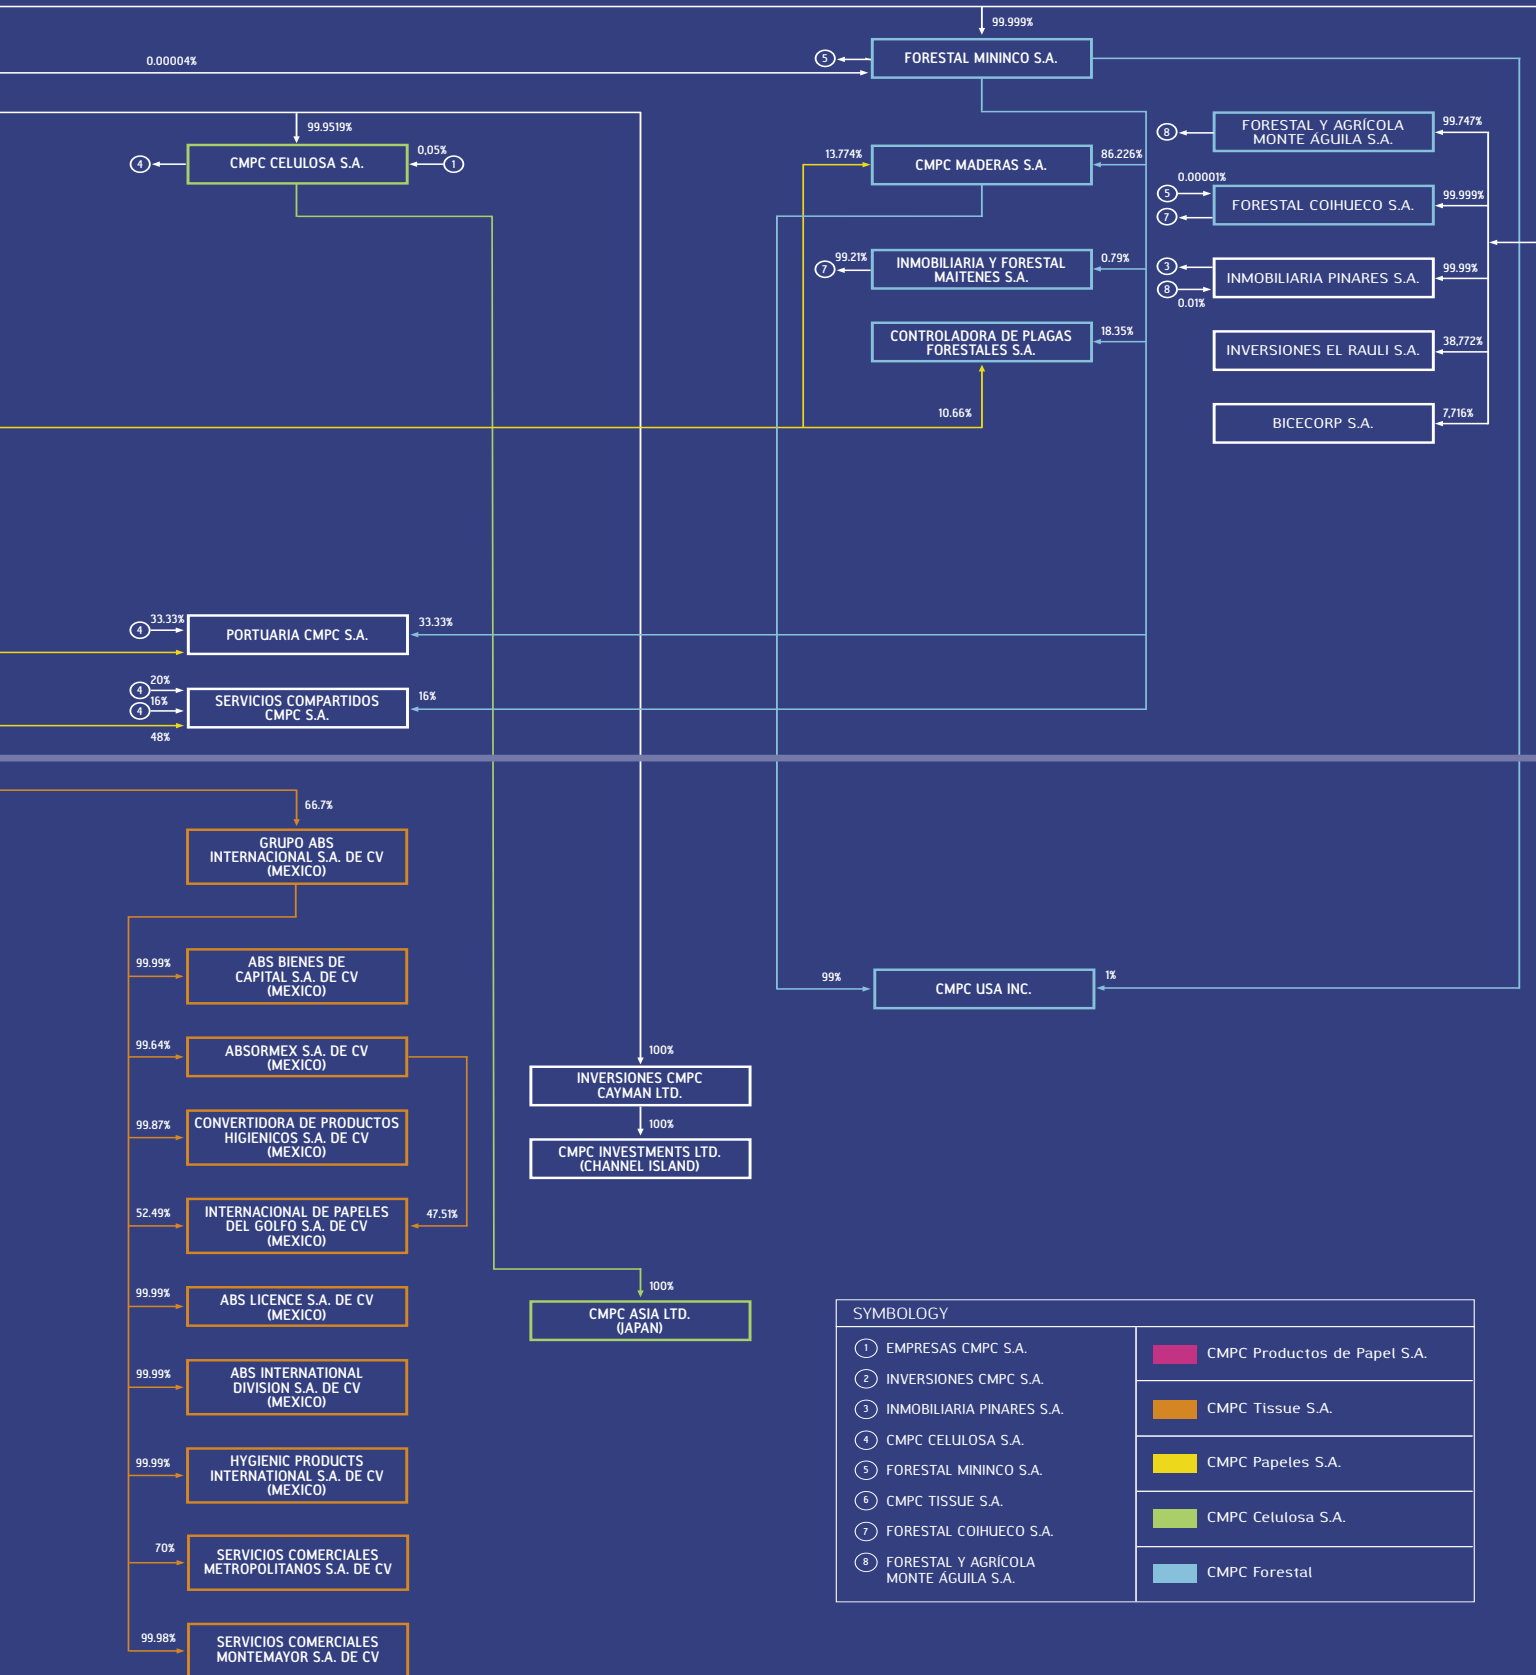 99.999%
5
FORESTAL MININCO S.A.
0.00004%
99.9519%
4
CMPC CELULOSA S.A.
0,05%
1
13.774%
CMPC MADERAS S.A.
86.226%
99.21%
7
INMOBILIARIA Y FORESTAL
MAITENES S.A.
0.79%
CONTROLADORA DE PLAGAS
FORESTALES S.A.
18.35%
10.66%
8
FORESTAL Y AGRÍCOLA
MONTE ÁGUILA S.A.
99.747%
0.00001%
5
7
FORESTAL COIHUECO S.A.
99.999%
3
8
0.01%
INMOBILIARIA PINARES S.A.
99.99%
INVERSIONES EL RAULI S.A.
38,772%
BICECORP S.A.
7,716%
33.33%
4
PORTUARIA CMPC S.A.
33.33%
20%
4
16%
4
SERVICIOS COMPARTIDOS
CMPC S.A.
16%
48%
66.7%
GRUPO ABS
INTERNACIONAL S.A. DE CV
(MEXICO)
99.99%
ABS BIENES DE
CAPITAL S.A. DE CV
(MEXICO)
99.64%
ABSORMEX S.A. DE CV
(MEXICO)
99.87%
CONVERTIDORA DE PRODUCTOS
HIGIENICOS S.A. DE CV
(MEXICO)
52.49%
INTERNACIONAL DE PAPELES
DEL GOLFO S.A. DE CV
(MEXICO)
47.51%
99.99%
ABS LICENCE S.A. DE CV
(MEXICO)
99.99%
ABS INTERNATIONAL
DIVISION S.A. DE CV
(MEXICO)
99.99%
HYGIENIC PRODUCTS
INTERNATIONAL S.A. DE CV
(MEXICO)
70%
SERVICIOS COMERCIALES
METROPOLITANOS S.A. DE CV
99.98%
SERVICIOS COMERCIALES
MONTEMAYOR S.A. DE CV
99%
CMPC USA INC.
1%
100%
INVERSIONES CMPC
CAYMAN LTD.
100%
CMPC INVESTMENTS LTD.
(CHANNEL ISLAND)
100%
CMPC ASIA LTD.
(JAPAN)
SYMBOLOGY
1 EMPRESAS CMPC S.A.
2 INVERSIONES CMPC S.A.
3 INMOBILIARIA PINARES S.A.
4 CMPC CELULOSA S.A.
5 FORESTAL MININCO S.A.
6 CMPC TISSUE S.A.
7 FORESTAL COIHUECO S.A.
8 FORESTAL Y AGRÍCOLA
MONTE ÁGUILA S.A.
CMPC Productos de Papel S.A.
CMPC Tissue S.A.
CMPC Papeles S.A.
CMPC Celulosa S.A.
CMPC Forestal